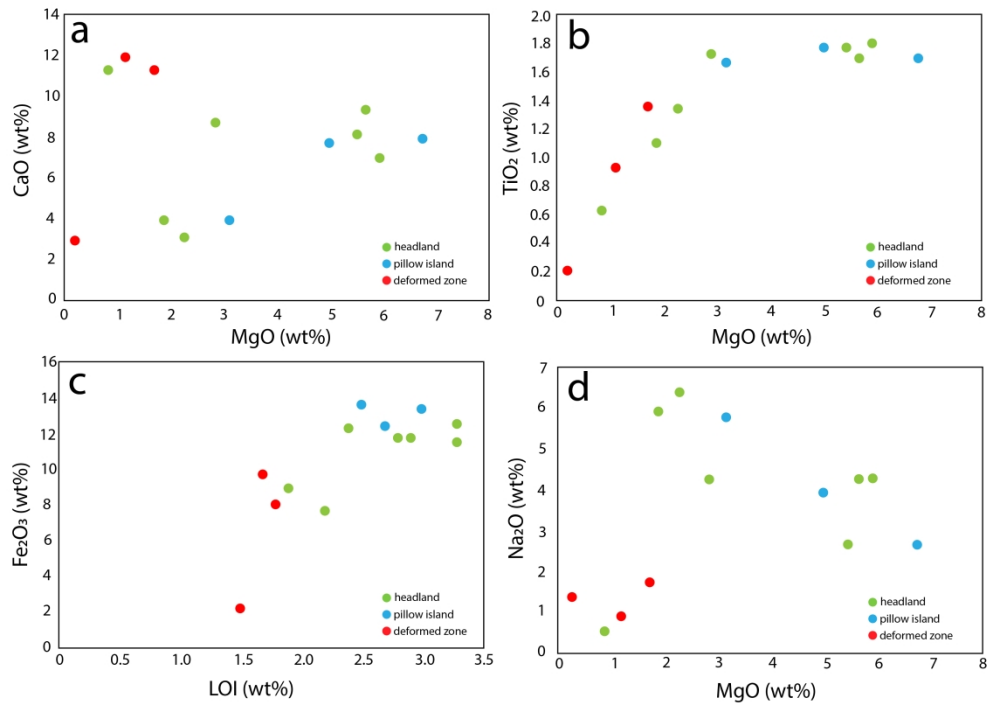 a
CaO (wt%)
14
12
10
8
6
4
2
0
0 1 2 3 4 5 6 7 8
MgO (wt%)
headland
pillow island
deformed zone
b
TiO₂ (wt%)
2.0
1.8
1.6
1.4
1.2
1.0
0.8
0.6
0.4
0.2
0
0 1 2 3 4 5 6 7 8
MgO (wt%)
headland
pillow island
deformed zone
c
Fe₂O₃ (wt%)
16
14
12
10
8
6
4
2
0
0 0.5 1.0 1.5 2.0 2.5 3.0 3.5
LOI (wt%)
headland
pillow island
deformed zone
d
Na₂O (wt%)
7
6
5
4
3
2
1
0
0 1 2 3 4 5 6 7 8
MgO (wt%)
headland
pillow island
deformed zone